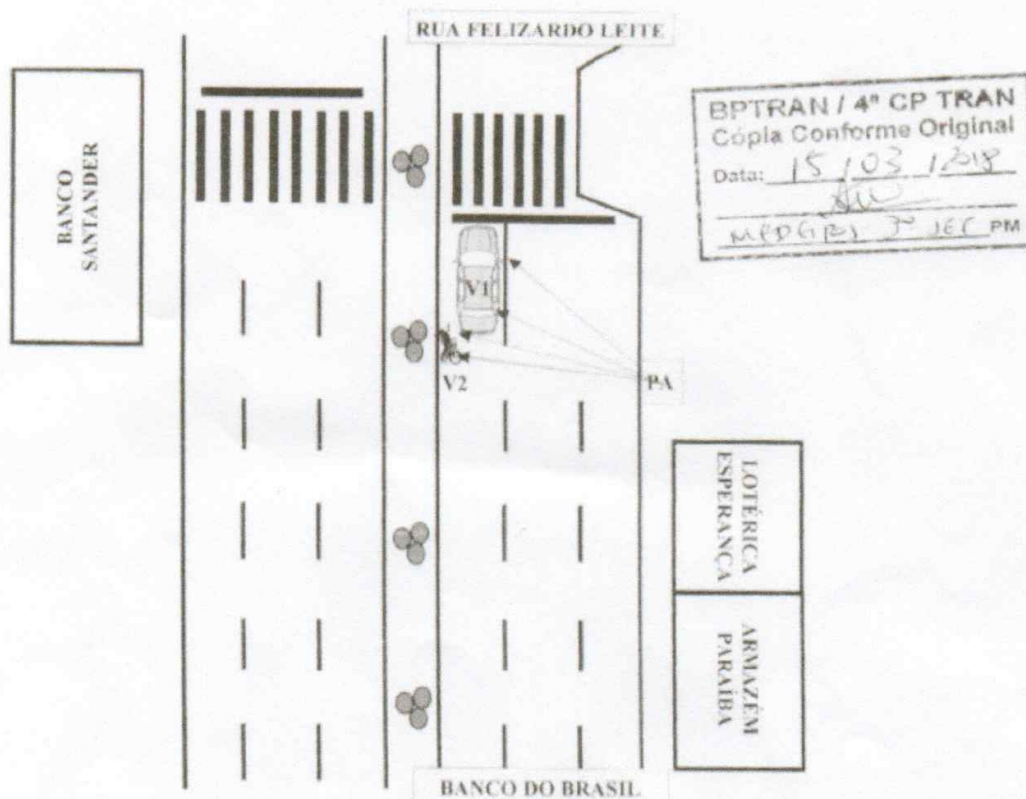 RUA FELIZARDO LEITE
BANCO
SANTANDER
BPTRAN / 4ª CP TRAN
Cópia Conforme Original
Data: 15 / 03 / 2018
PM
V1
V2
PA
LOTÉRICA
ESPERANÇA
ARMAZÉM
PARAÍBA
BANCO DO BRASIL